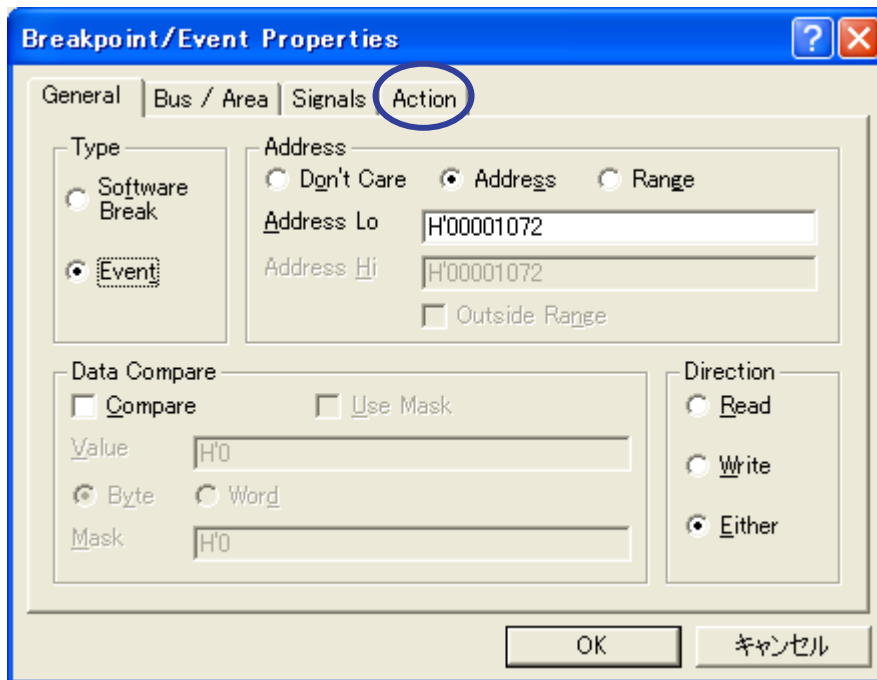 Breakpoint/Event Properties
General Bus / Area Signals Action
Type
Software Break
Event
Address
Don't Care Address Range
Address Lo H'00001072
Address Hi H'00001072
Outside Range
Data Compare
Compare Use Mask
Value H'0
Byte Word
Mask H'0
Direction
Read
Write
Either
OK キャンセル